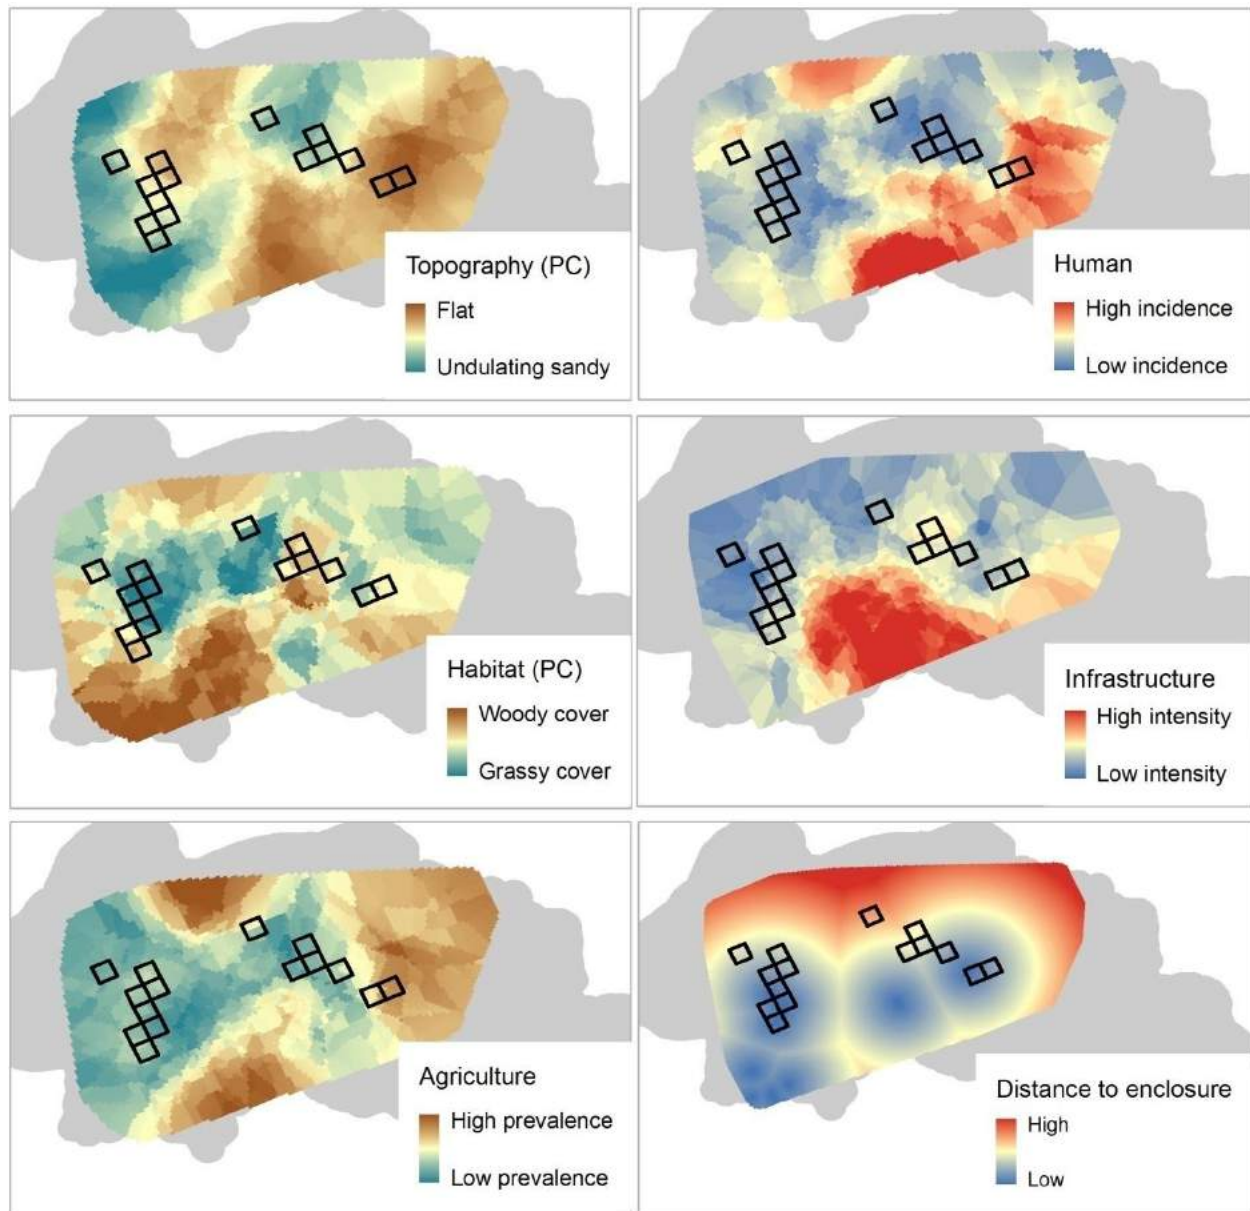 Topography (PC)
Flat
Undulating sandy
Human
High incidence
Low incidence
Habitat (PC)
Woody cover
Grassy cover
Infrastructure
High intensity
Low intensity
Agriculture
High prevalence
Low prevalence
Distance to enclosure
High
Low